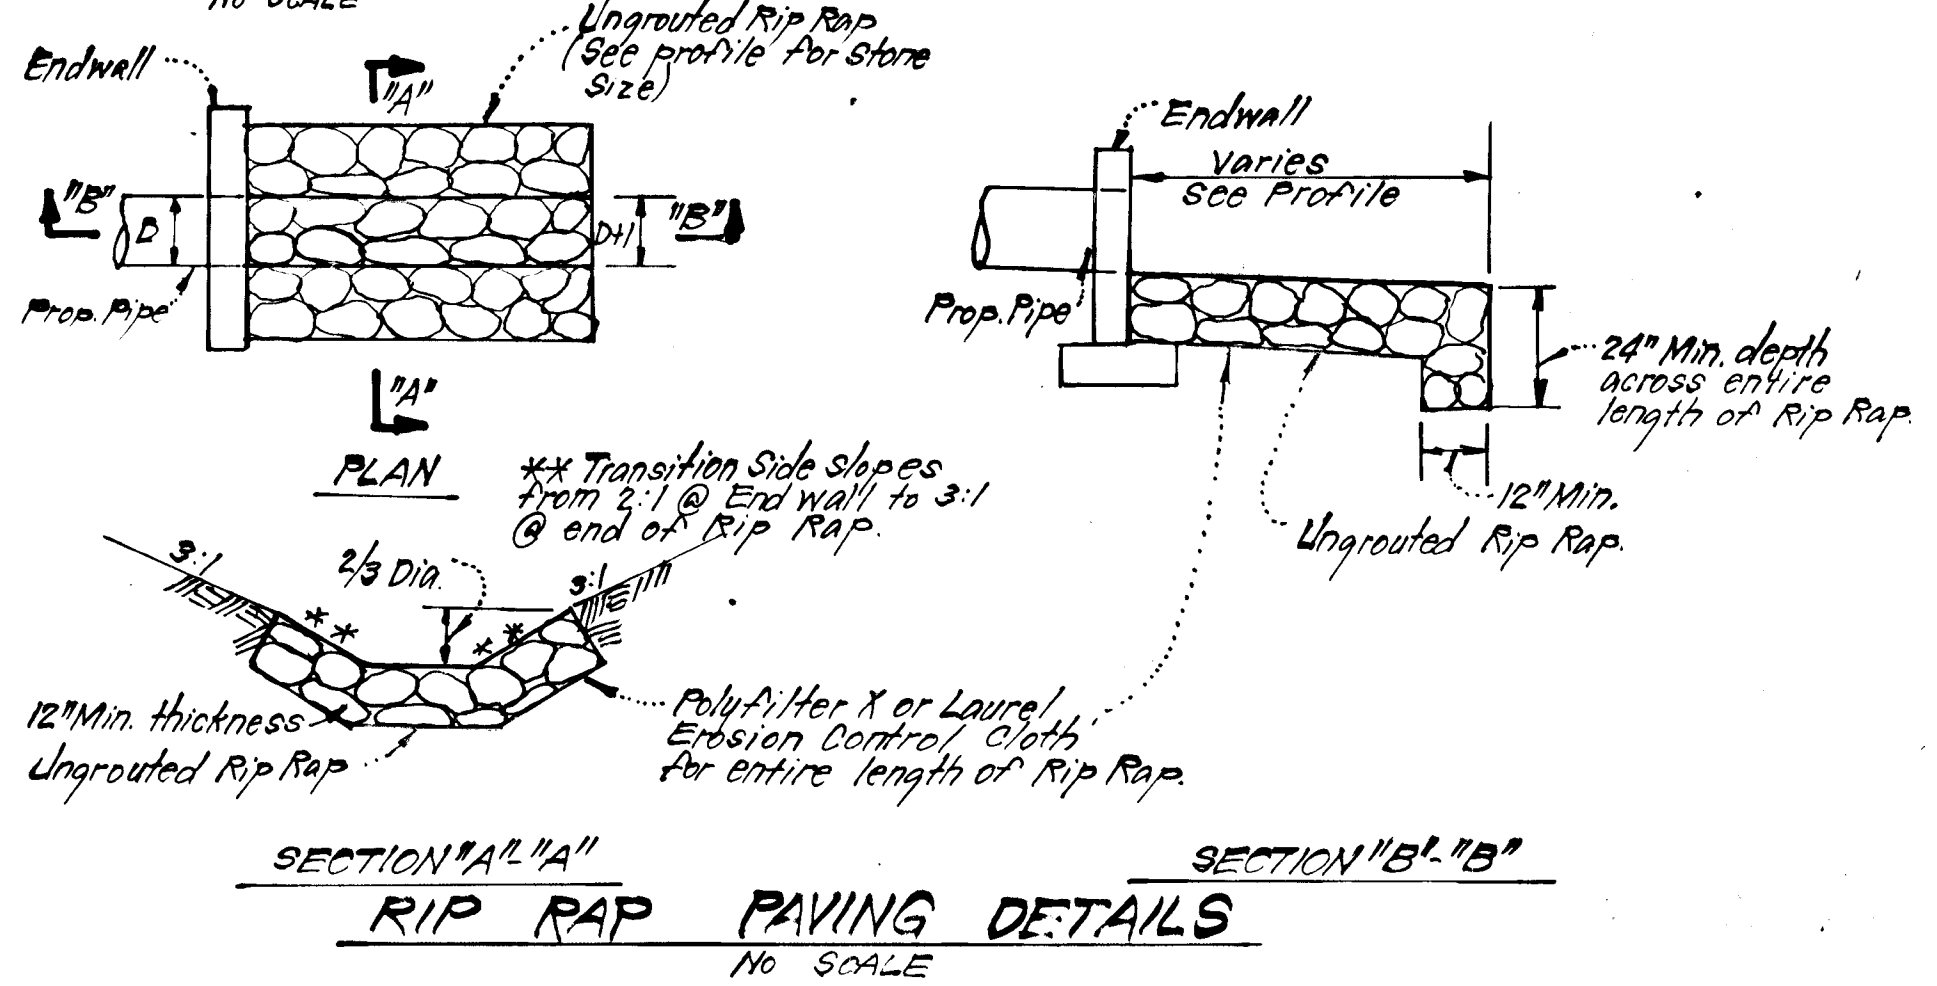 No SCALE
Ungrouted Rip Rap
(See profile for stone
Size)
Endwall
"A"
"B"
D
D+1
"B"
Prop. Pipe
"A"
PLAN
Endwall
Varies
See Profile
Prop. Pipe
24" Min. depth
across entire
length of Rip Rap.
12" Min.
Ungrouted Rip Rap.
** Transition Side Slopes
from 2:1 @ End wall to 3:1
@ end of Rip Rap.
3:1
2/3 Dia.
3:1
* *
* *
12" Min. thickness
Ungrouted Rip Rap
Polyfilter X or Laurel
Erosion Control Cloth
for entire length of Rip Rap.
SECTION "A"-"A"
SECTION "B"-"B"
RIP RAP PAVING DETAILS
No SCALE